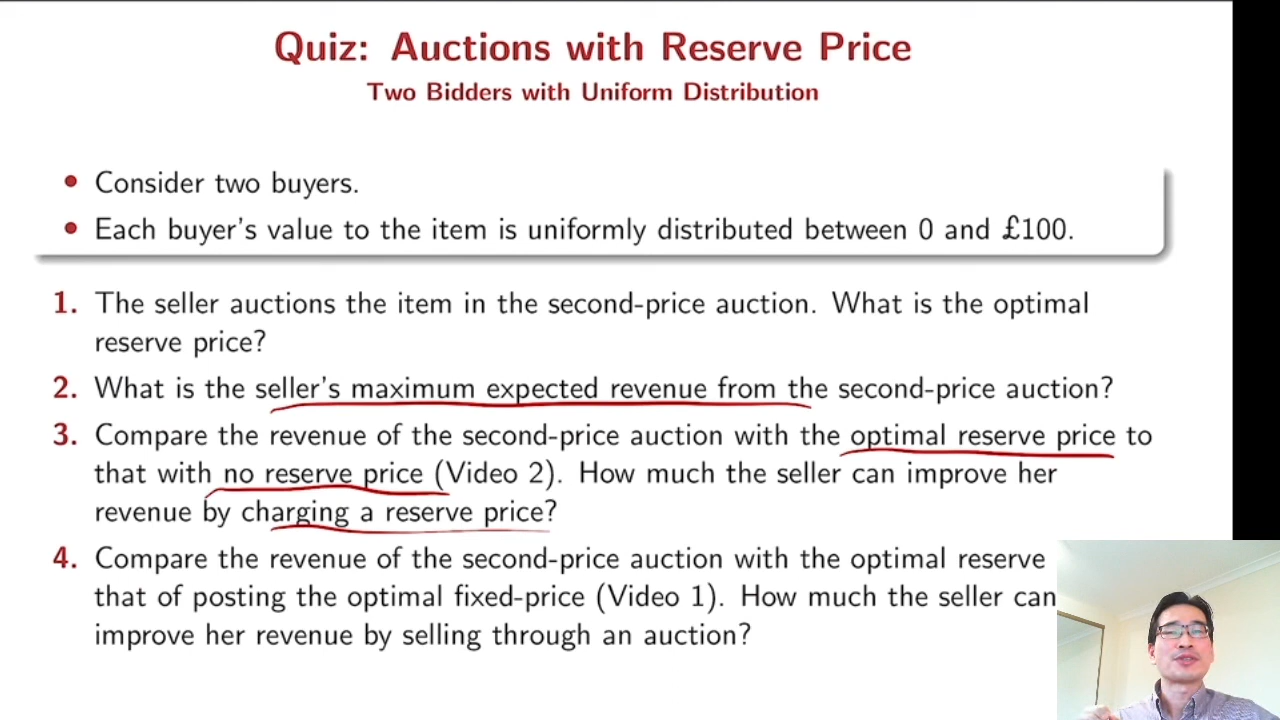 Quiz: Auctions with Reserve Price
Two Bidders with Uniform Distribution
• Consider two buyers.
• Each buyer's value to the item is uniformly distributed between 0 and £100.
1. The seller auctions the item in the second-price auction. What is the optimal
reserve price?
2. What is the seller's maximum expected revenue from the second-price auction?
3. Compare the revenue of the second-price auction with the optimal reserve price to
that with no reserve price (Video 2). How much the seller can improve her
revenue by charging a reserve price?
4. Compare the revenue of the second-price auction with the optimal reserve
that of posting the optimal fixed-price (Video 1). How much the seller can
improve her revenue by selling through an auction?